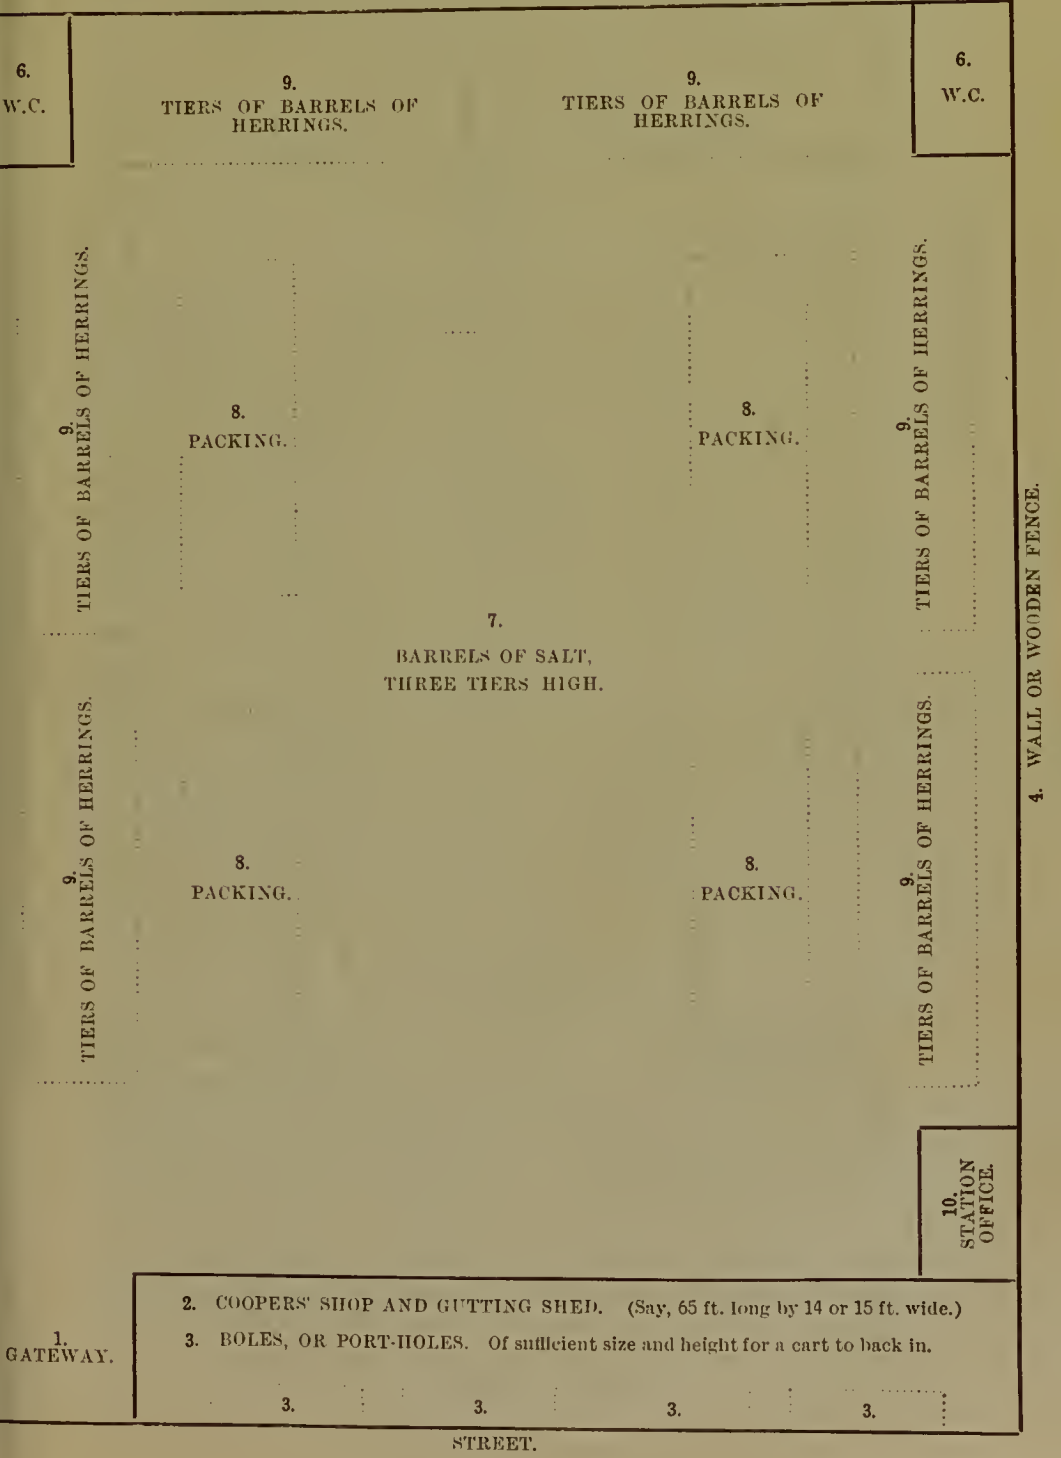 6.
W.C.
9.
TIERS OF BARRELS OF
HERRINGS.
9.
TIERS OF BARRELS OF
HERRINGS.
6.
W.C.
9.
TIERS OF BARRELS OF HERRINGS.
8.
PACKING.
8.
PACKING.
9.
TIERS OF BARRELS OF HERRINGS.
4. WALL OR WOODEN FENCE.
7.
BARRELS OF SALT,
THREE TIERS HIGH.
9.
TIERS OF BARRELS OF HERRINGS.
8.
PACKING.
8.
PACKING.
9.
TIERS OF BARRELS OF HERRINGS.
10.
STATION
OFFICE.
2. COOPERS' SHOP AND GUTTING SHED. (Say, 65 ft. long by 14 or 15 ft. wide.)
3. BOLES, OR PORT-HOLES. Of sufficient size and height for a cart to back in.
1.
GATEWAY.
3.
3.
3.
3.
STREET.